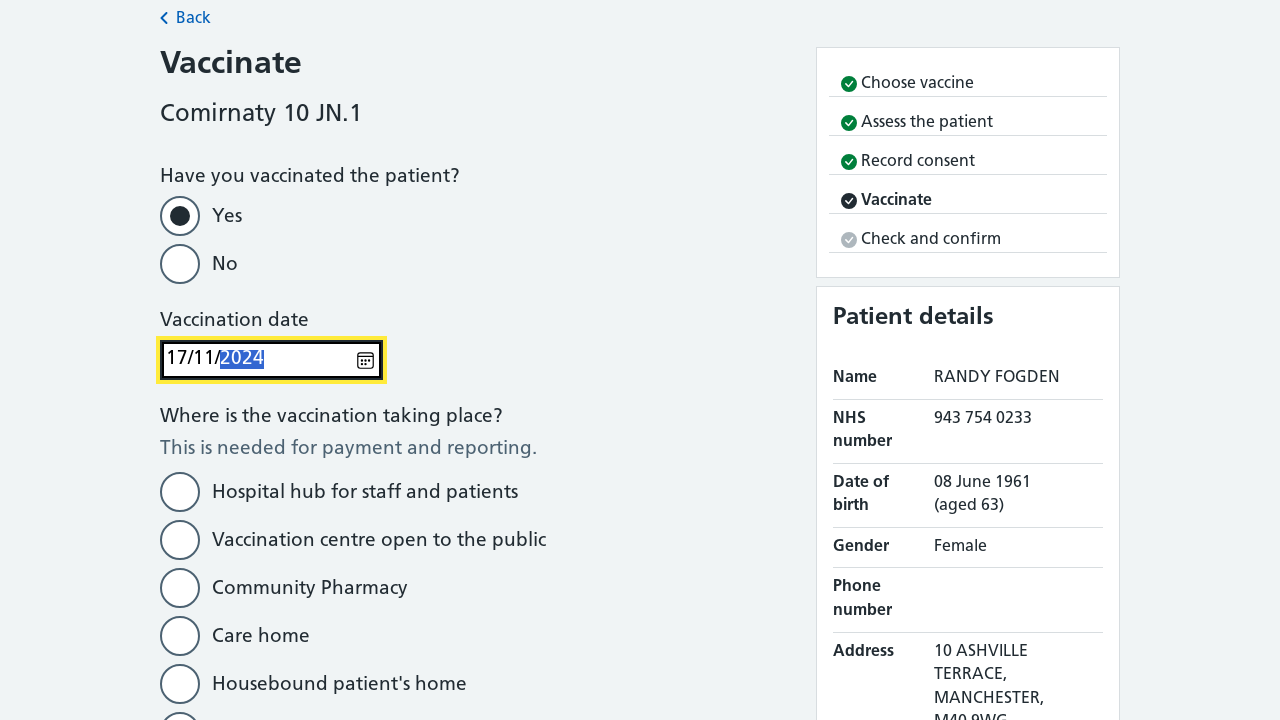 Back
Vaccinate
Comirnaty 10 JN.1
Have you vaccinated the patient?
Yes
No
Vaccination date
17/11/2024
Where is the vaccination taking place?
This is needed for payment and reporting.
Hospital hub for staff and patients
Vaccination centre open to the public
Community Pharmacy
Care home
Housebound patient's home
Choose vaccine
Assess the patient
Record consent
Vaccinate
Check and confirm
Patient details
Name RANDY FOGDEN
NHS 943 754 0233
number
Date of 08 June 1961
birth (aged 63)
Gender Female
Phone
number
Address 10 ASHVILLE
TERRACE,
MANCHESTER,
M40 9WG